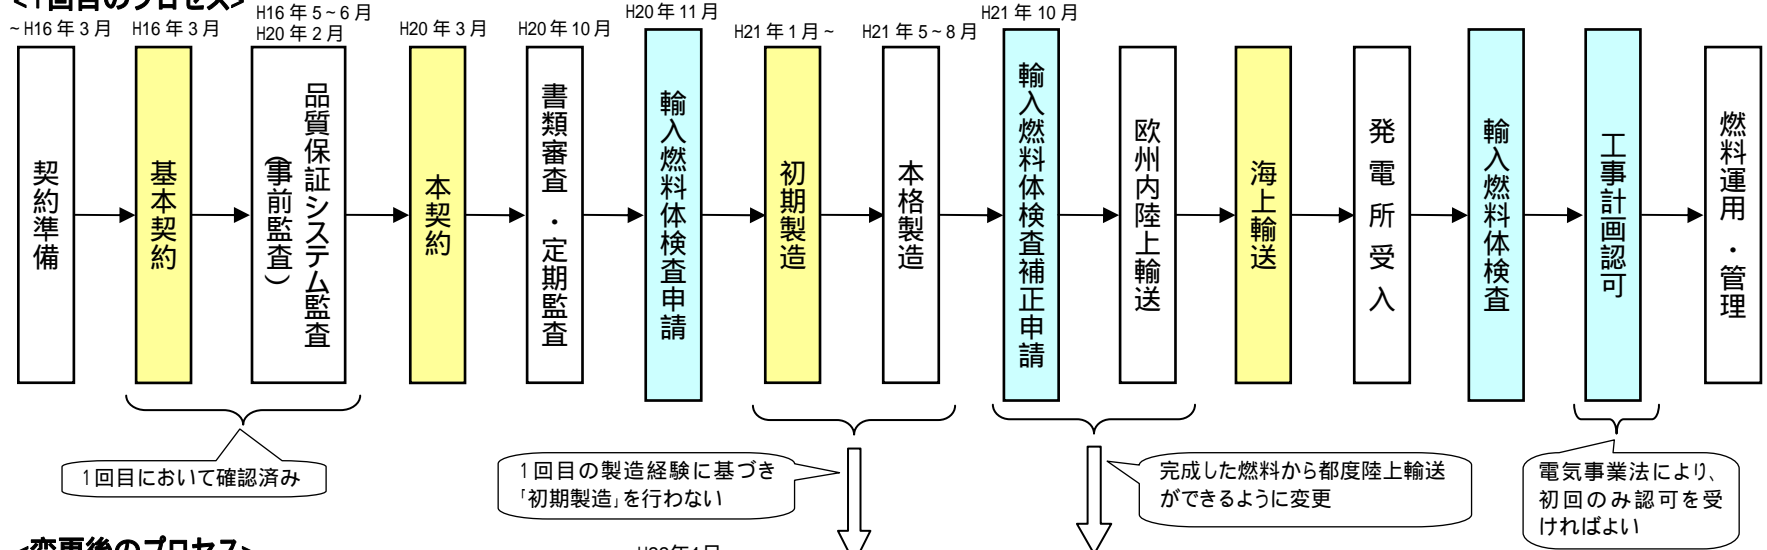 <1回目のプロセス>
~H16年3月
H16年3月
H16年5~6月
H20年2月
H20年3月
H20年10月
H20年11月
H21年1月~
H21年5~8月
H21年10月
契約準備
基本契約
品質保証システム監査
(事前監査)
本契約
書類審査・定期監査
輸入燃料体検査申請
初期製造
本格製造
輸入燃料体検査補正申請
欧州内陸上輸送
海上輸送
発電所受入
輸入燃料体検査
工事計画認可
燃料運用・管理
1回目において確認済み
1回目の製造経験に基づき
「初期製造」を行わない
完成した燃料から都度陸上輸送
ができるように変更
電気事業法により、
初回のみ認可を受
ければよい
<変更後のプロセス>